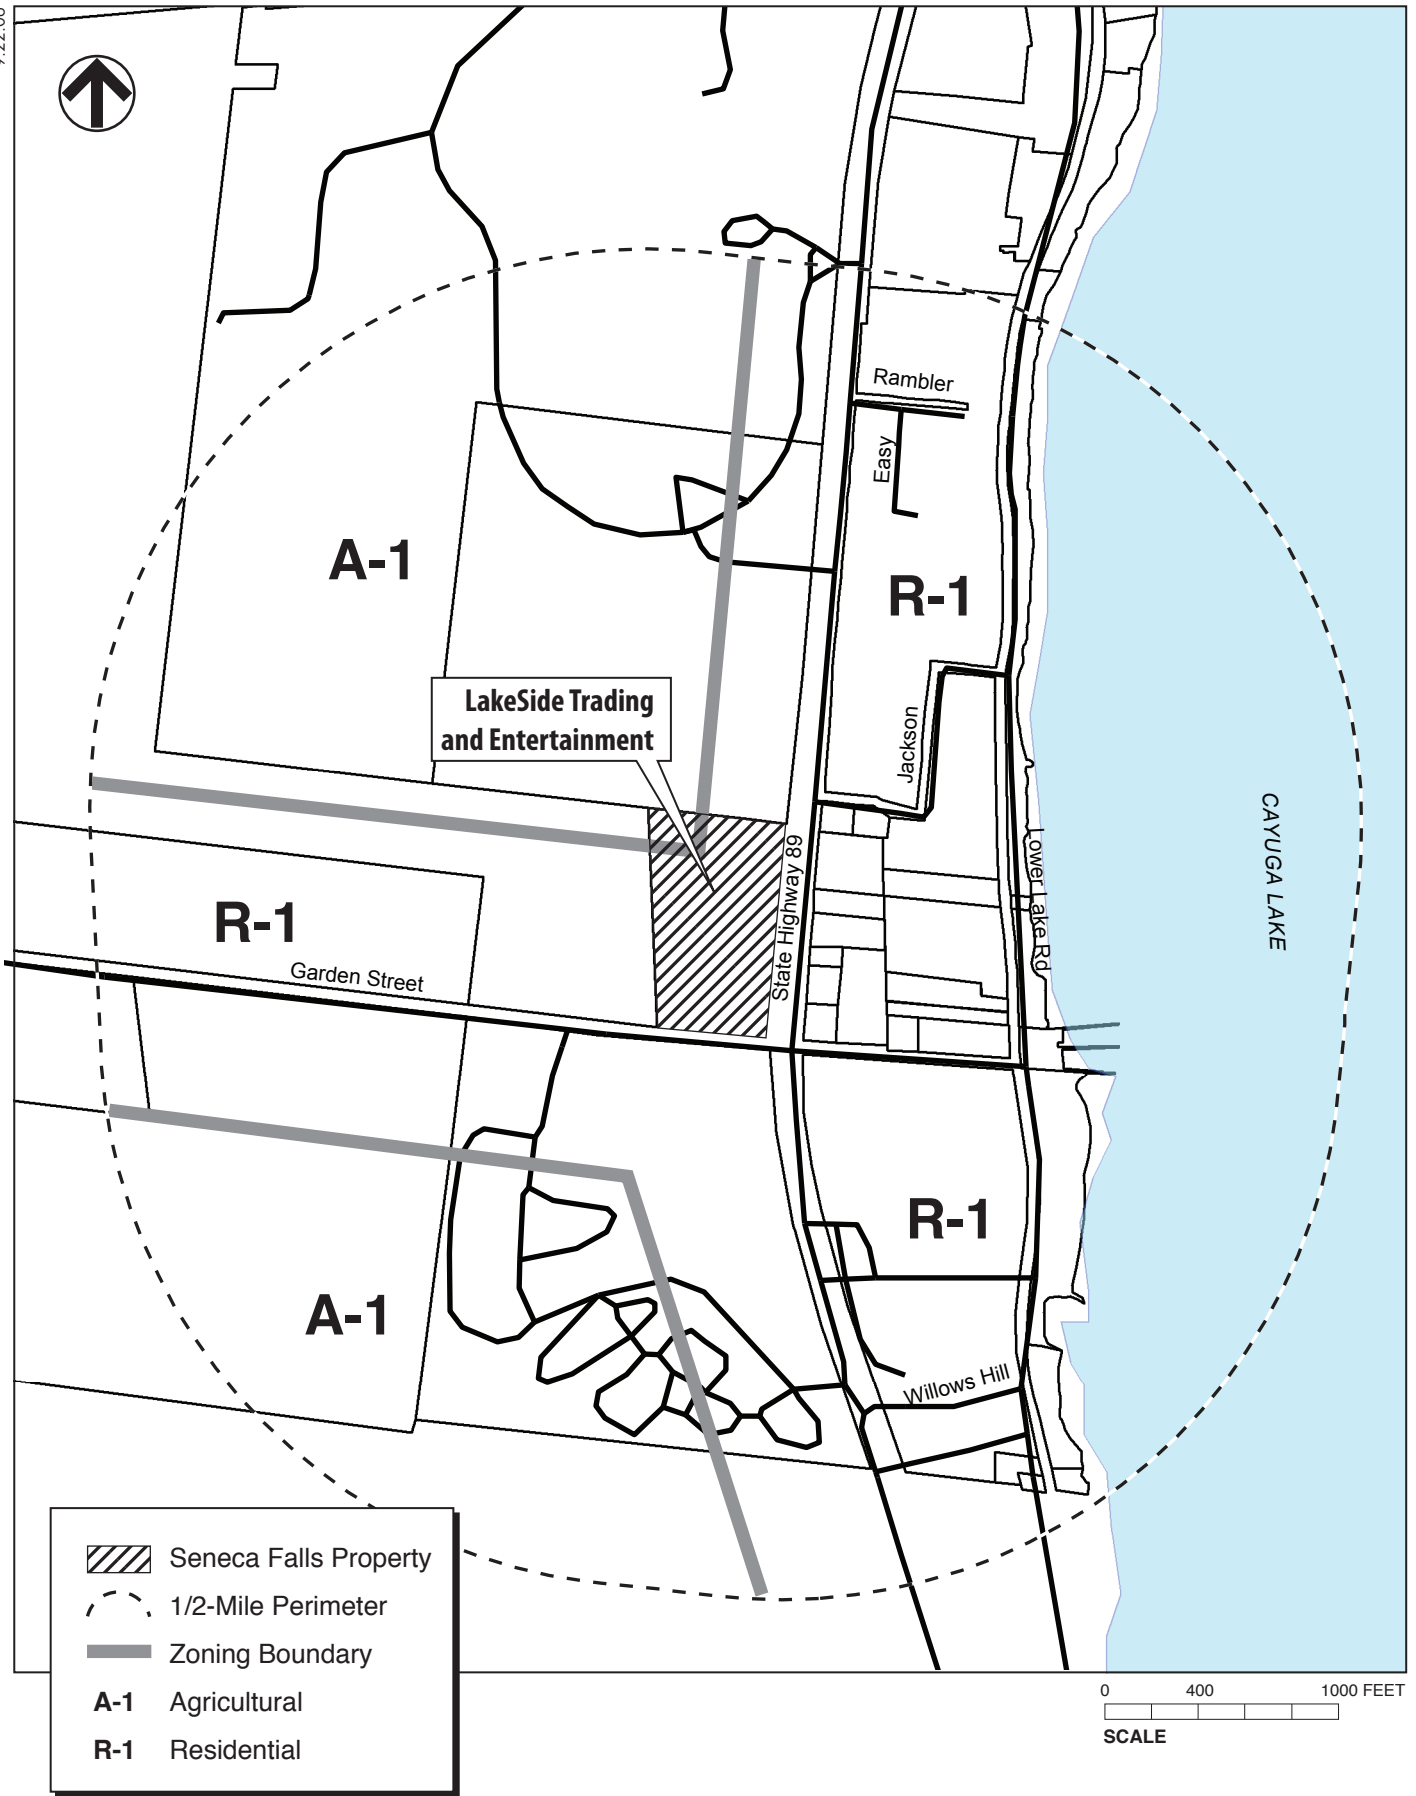 Rambler
Easy
A-1
R-1
LakeSide Trading
and Entertainment
Jackson
CAYUGA LAKE
State Highway 89
Lower Lake Rd
R-1
Garden Street
R-1
A-1
Willows Hill
Seneca Falls Property
1/2-Mile Perimeter
Zoning Boundary
A-1 Agricultural
R-1 Residential
0 400 1000 FEET
SCALE